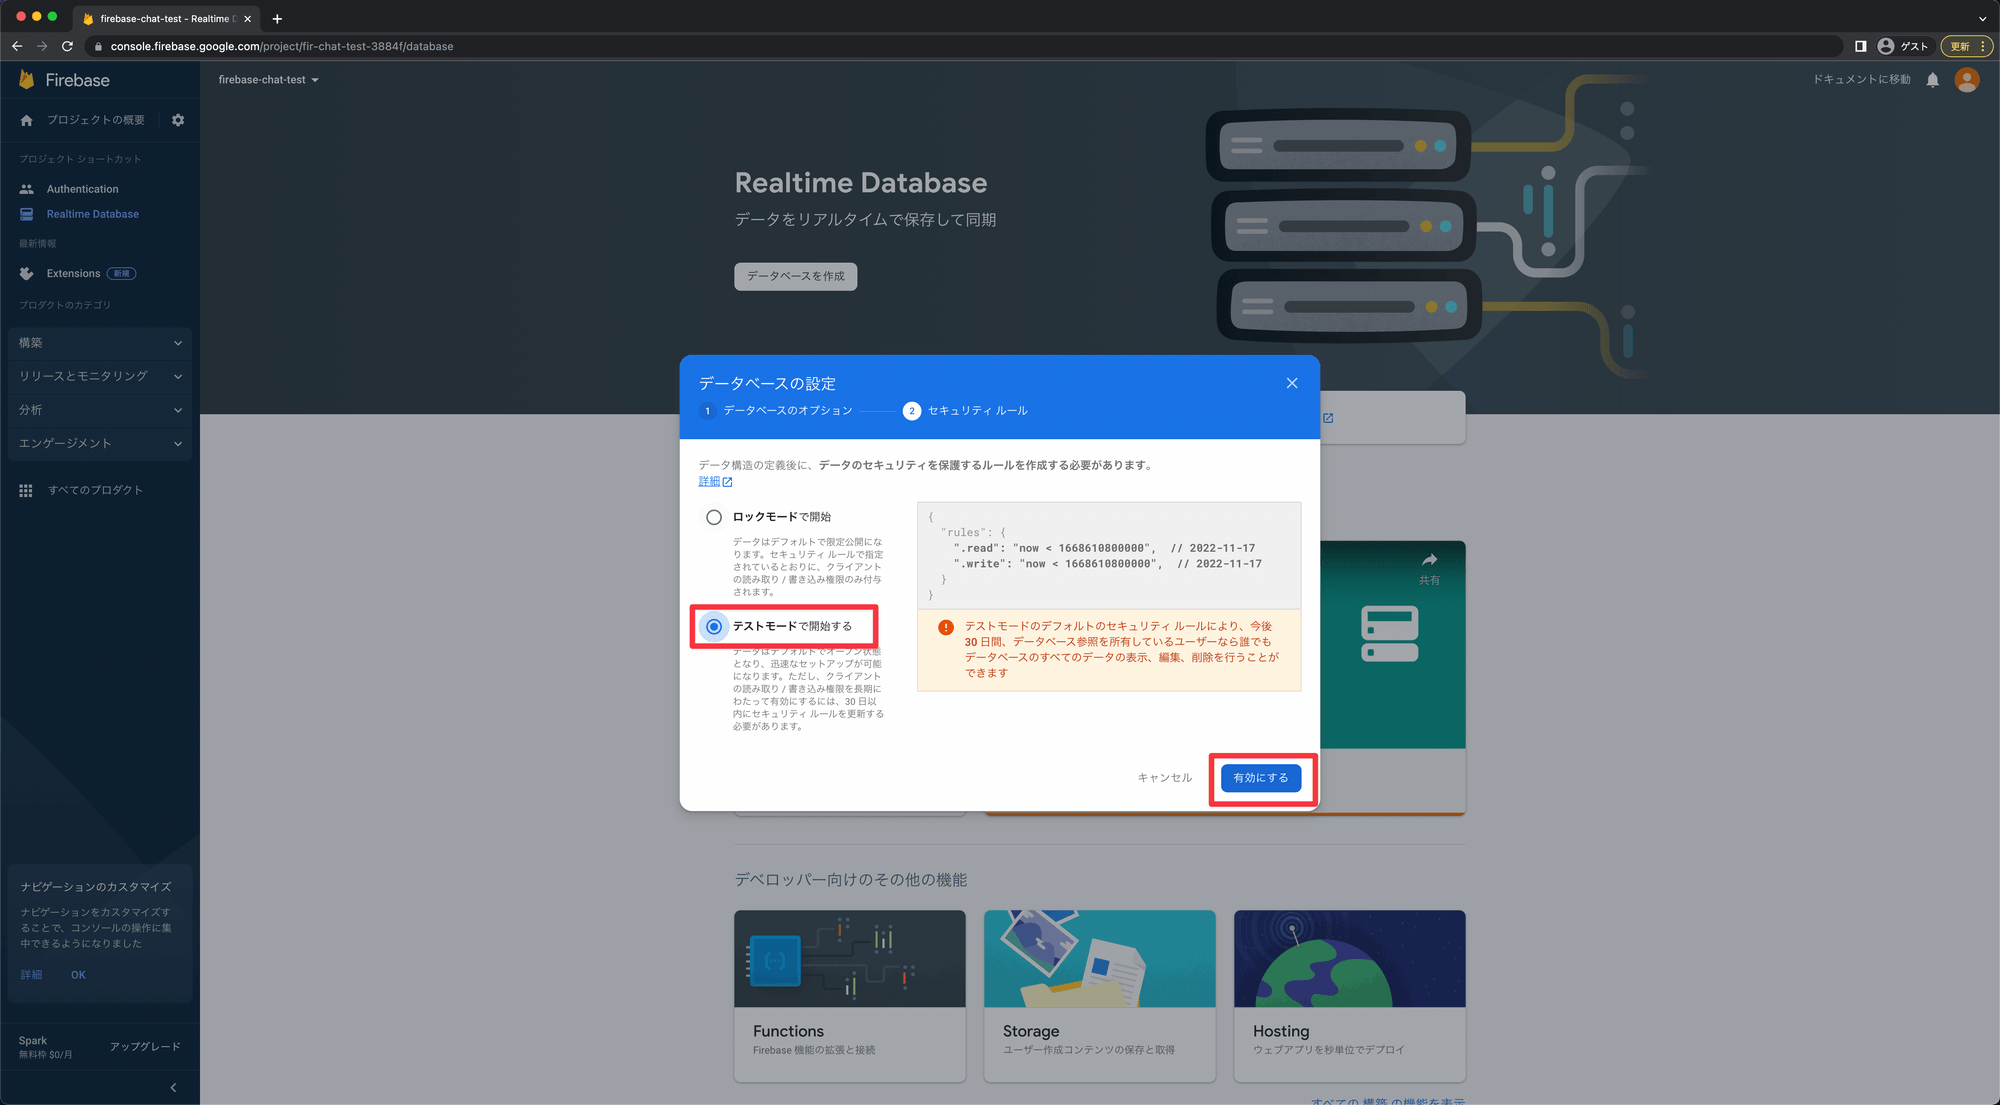 firebase-chat-test - Realtime D
console.firebase.google.com/project/fir-chat-test-3884f/database
ゲスト
更新
Firebase
firebase-chat-test
ドキュメントに移動
プロジェクトの概要
プロジェクト ショートカット
Authentication
Realtime Database
最新情報
Extensions 新規
プロダクトのカテゴリ
構築
リリースとモニタリング
分析
エンゲージメント
すべてのプロダクト
ナビゲーションのカスタマイズ
ナビゲーションをカスタマイズす
ることで、コンソールの操作に集
中できるようになりました
詳細 OK
Spark
無料枠 $0/月
アップグレード
Realtime Database
データをリアルタイムで保存して同期
データベースを作成
データベースの設定
1 データベースのオプション
2 セキュリティ ルール
データ構造の定義後に、データのセキュリティを保護するルールを作成する必要があります。
詳細
ロックモードで開始
データはデフォルトで限定公開にな
ります。セキュリティ ルールで指定
されているとおりに、クライアント
の読み取り / 書き込み権限のみ付与
されます。
テストモードで開始する
データはデフォルトでオープン状態
となり、迅速なセットアップが可能
になります。ただし、クライアント
の読み取り / 書き込み権限を長期に
わたって有効にするには、30 日以
内にセキュリティ ルールを更新する
必要があります。
{
"rules": {
".read": "now < 1668610800000",  // 2022-11-17
".write": "now < 1668610800000",  // 2022-11-17
}
}
テストモードのデフォルトのセキュリティ ルールにより、今後
30 日間、データベース参照を所有しているユーザーなら誰でも
データベースのすべてのデータの表示、編集、削除を行うことが
できます
キャンセル
有効にする
共有
デベロッパー向けのその他の機能
Functions
Firebase 機能の拡張と接続
Storage
ユーザー作成コンテンツの保存と取得
Hosting
ウェブアプリを秒単位でデプロイ
すべての 構築 の機能を表示